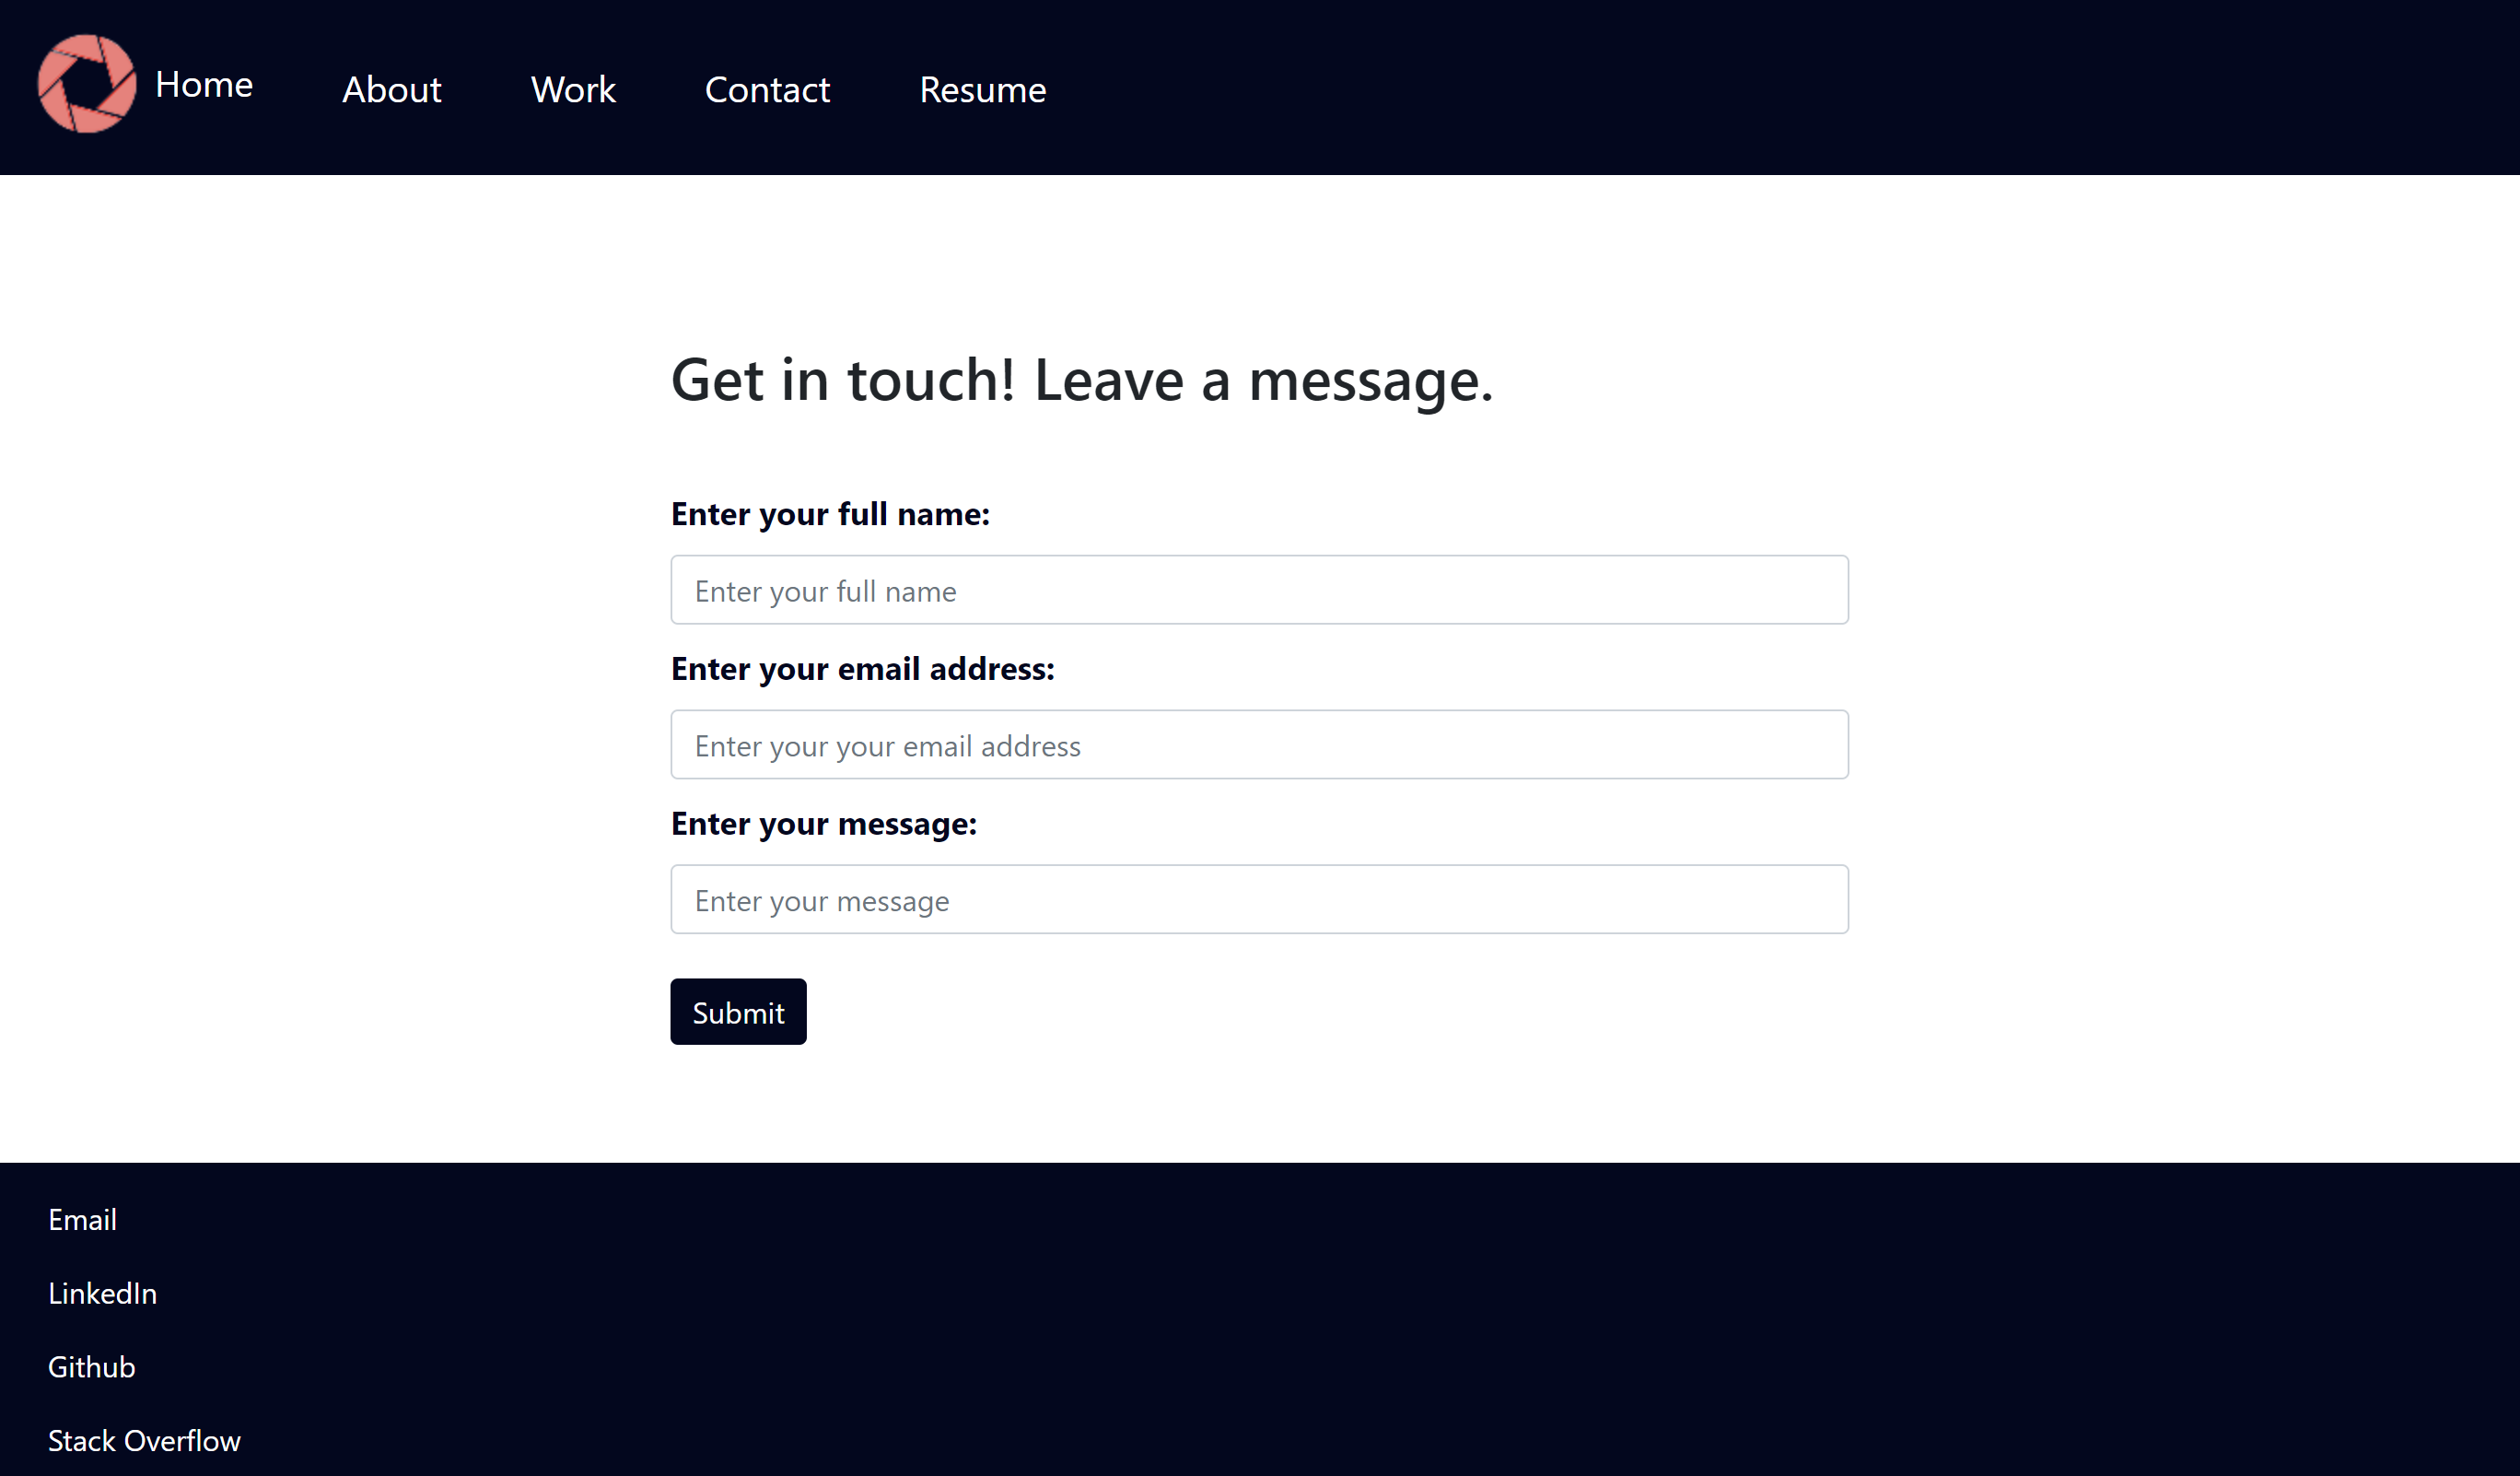 Home About Work Contact Resume
Get in touch! Leave a message.
Enter your full name:
Enter your full name
Enter your email address:
Enter your your email address
Enter your message:
Enter your message
Submit
Email
LinkedIn
Github
Stack Overflow